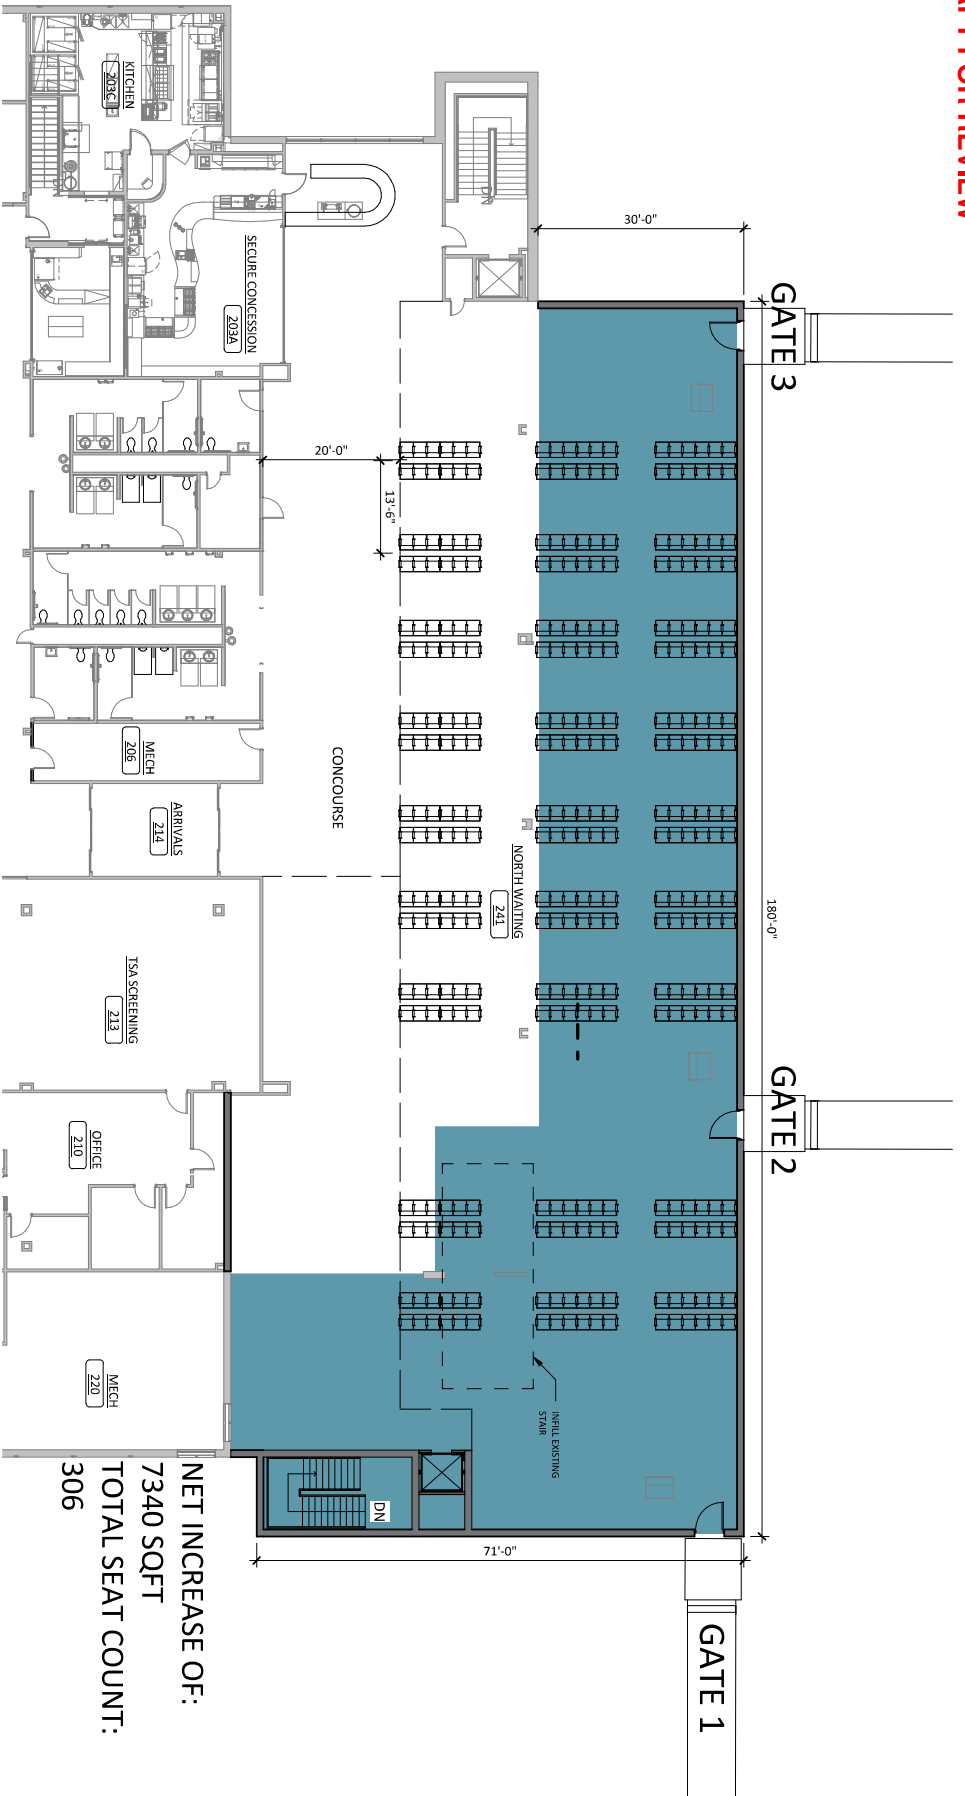 FOR REVIEW
KITCHEN
203C
SECURE CONCESSION
203A
DN
30'-0"
GATE 3
20'-0"
13'-6"
MECH
206
ARRIVALS
214
CONCOURSE
NORTH WAITING
241
180'-0"
TSA SCREENING
213
OFFICE
210
GATE 2
MECH
220
INFILL EXISTING
STAIR
DN
71'-0"
GATE 1
NET INCREASE OF:
7340 SQFT
TOTAL SEAT COUNT:
306